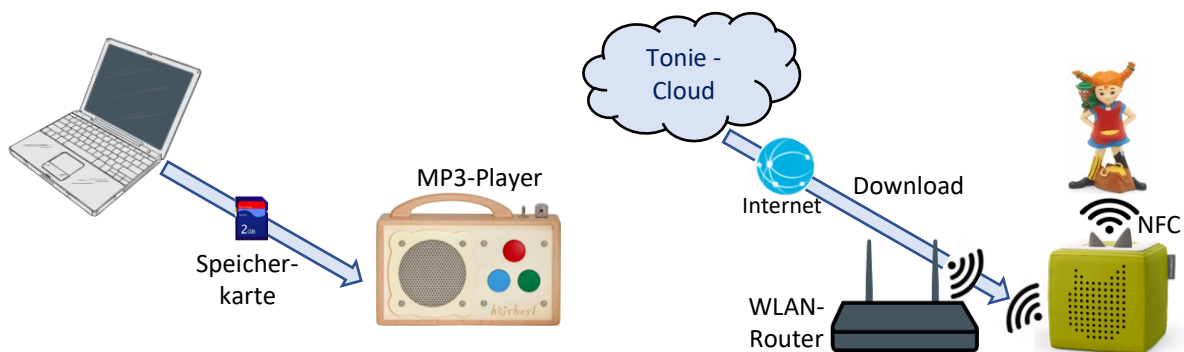 Tonie -
Cloud
MP3-Player
Download
Internet
NFC
2GB
Speicher-
karte
hörbert
WLAN-
Router